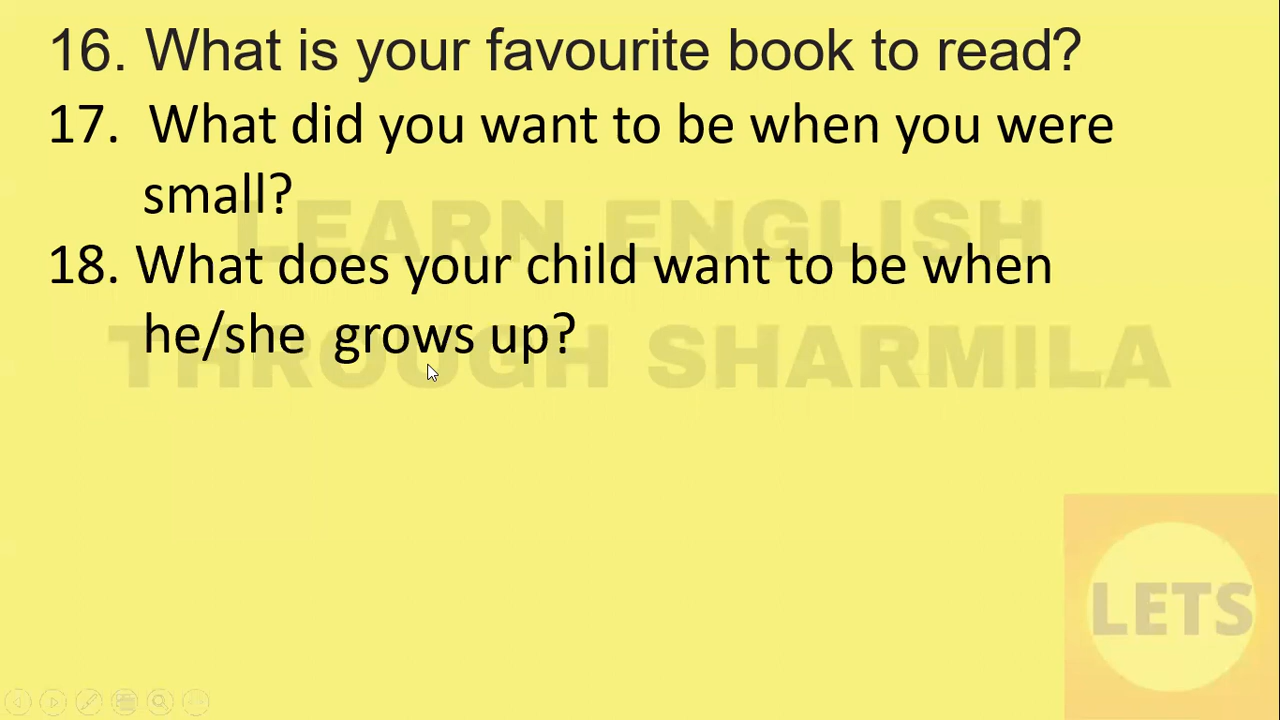 16. What is your favourite book to read?
17. What did you want to be when you were
small?
LEARN ENGLISH
18. What does your child want to be when
he/she grows up?
THROUGH SHARMILA
LETS